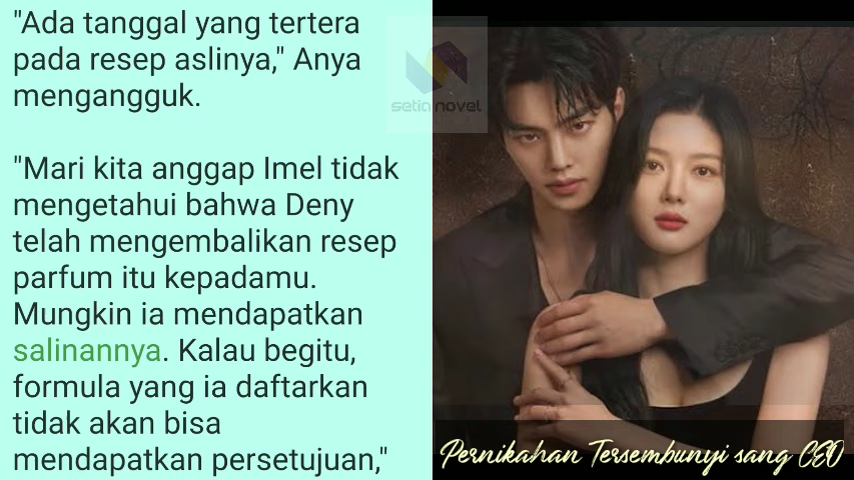 "Ada tanggal yang tertera
pada resep aslinya," Anya
mengangguk.
"Mari kita anggap Imel tidak
mengetahui bahwa Deny
telah mengembalikan resep
parfum itu kepadamu.
Mungkin ia mendapatkan
salinannya. Kalau begitu,
formula yang ia daftarkan
tidak akan bisa
mendapatkan persetujuan,"
setia novel
Pernikahan Tersembunyi sang CEO